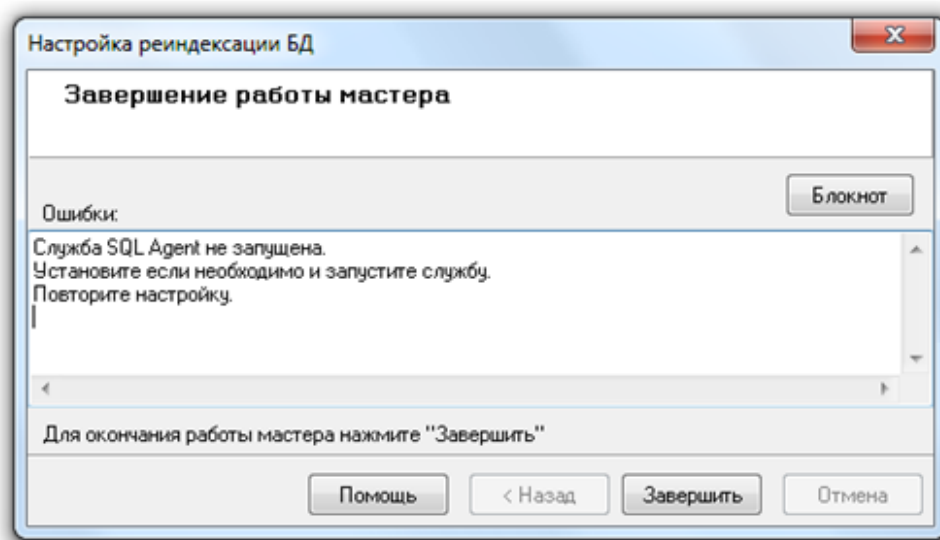 Настройка реиндексации БД
Завершение работы мастера
Блокнот
Ошибки:
Служба SQL Agent не запущена.
Установите если необходимо и запустите службу.
Повторите настройку.
Для окончания работы мастера нажмите "Завершить"
Помощь
< Назад
Завершить
Отмена